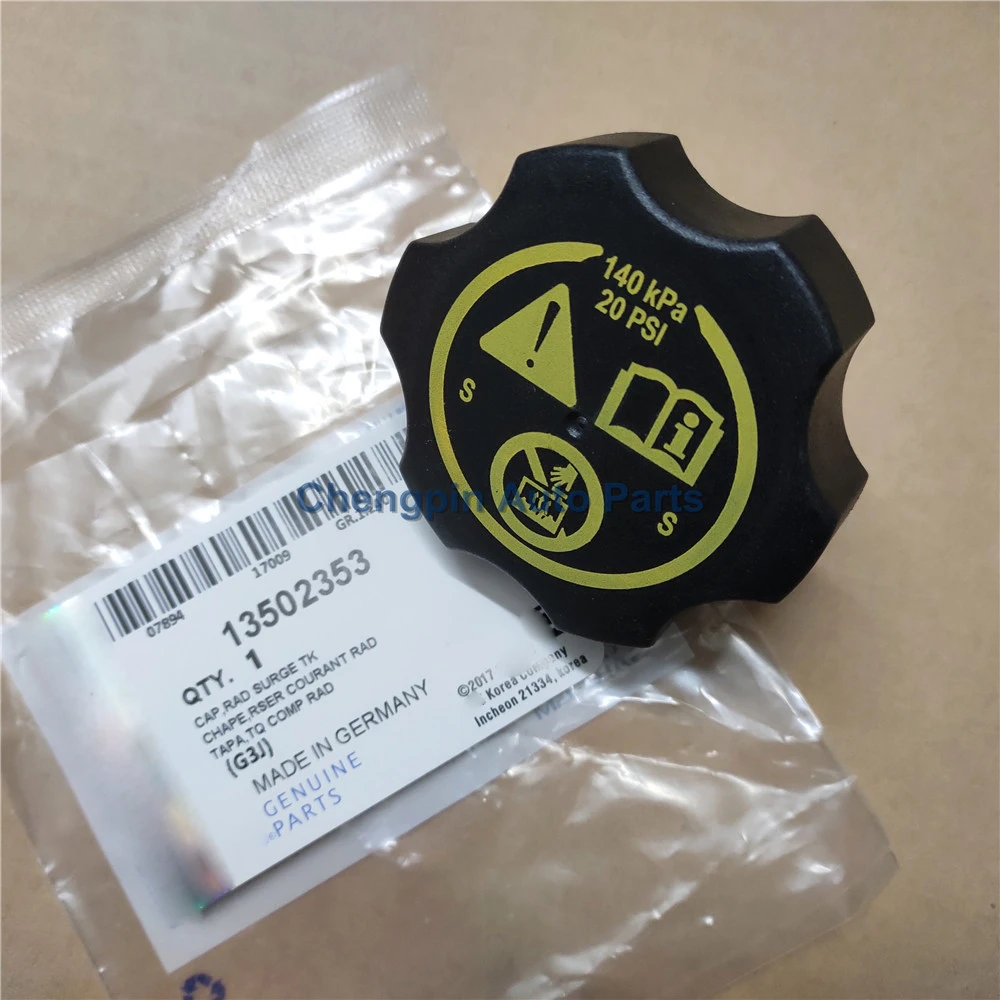 140 kPa
20 PSI
S
S
Chengpin Auto Parts
17009
07894
13502353
QTY. 1
CAP,RAD SURGE TK
CHAPE,RSER COURANT RAD
TAPA,TQ COMP RAD
(G3J)
MADE IN GERMANY
GENUINE
PARTS
©2017
Korea Company
Incheon 21334, Korea